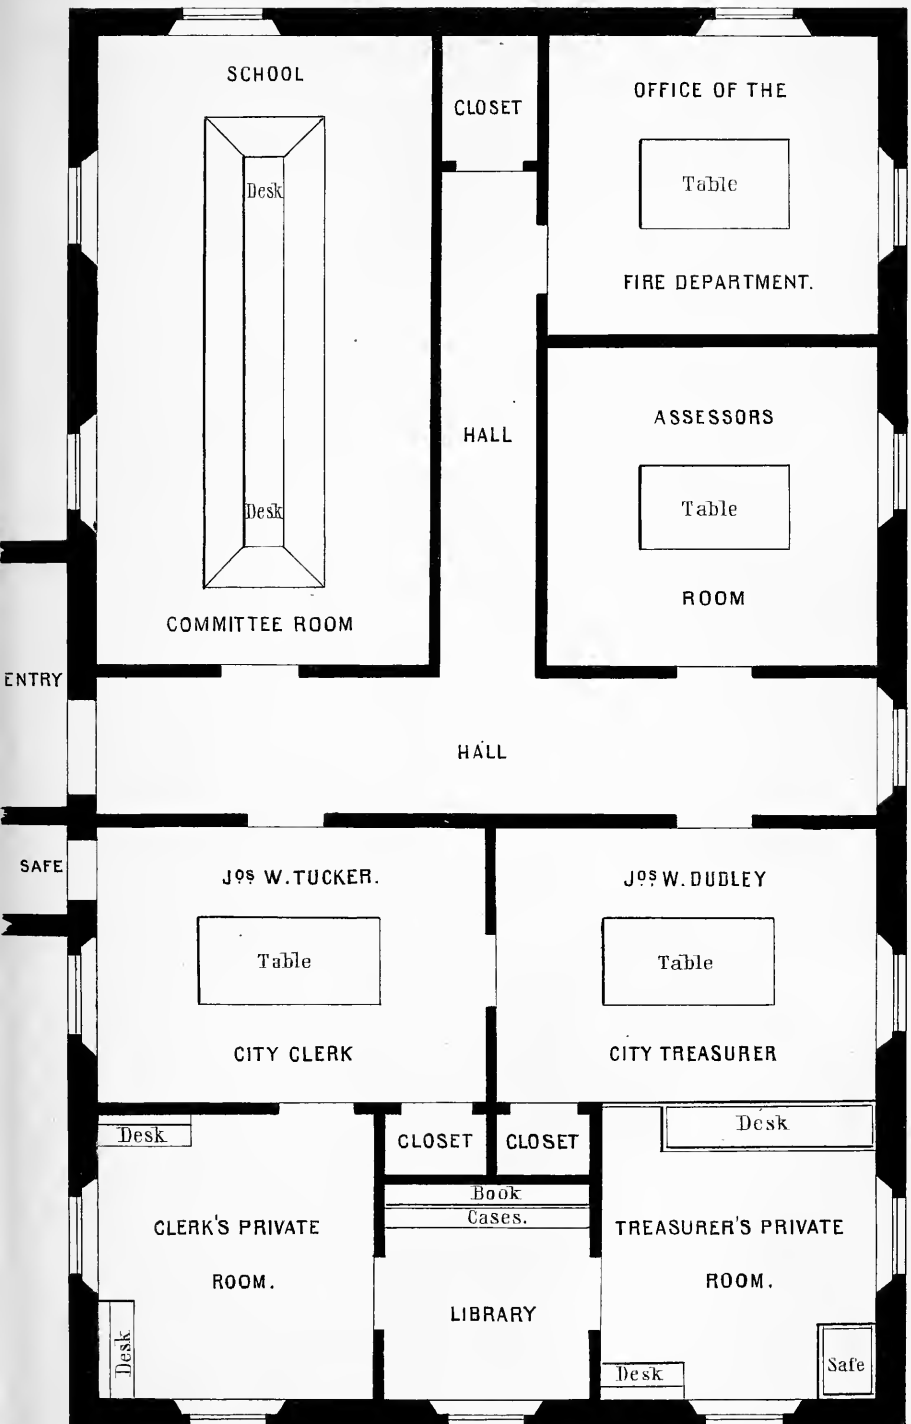 SCHOOL
Desk
Desk
COMMITTEE ROOM
CLOSET
HALL
OFFICE OF THE
Table
FIRE DEPARTMENT.
ASSESSORS
Table
ROOM
ENTRY
HALL
SAFE
Jos W. TUCKER.
Table
CITY CLERK
Jos. W. DUDLEY
Table
CITY TREASURER
Desk
CLERK'S PRIVATE
ROOM.
Desk
CLOSET
CLOSET
Book
Cases.
LIBRARY
Desk
TREASURER'S PRIVATE
ROOM.
Desk
Safe